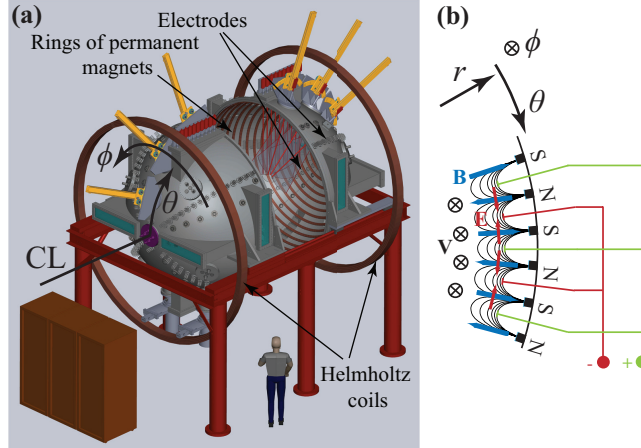 (a)
Electrodes
Rings of permanent
magnets
ϕ
θ
CL
Helmholtz
coils
(b)
⊗ ϕ
r
θ
S
B
N
⊗
E
S
⊗
V
N
⊗
S
⊗
N
- +